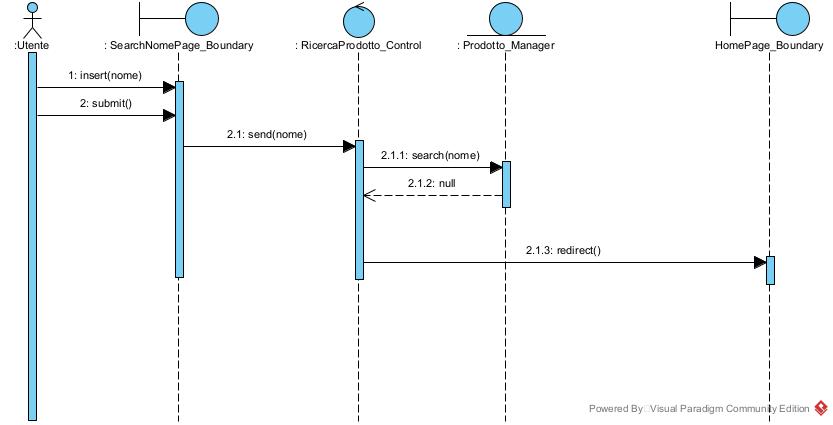 :Utente
: SearchNomePage_Boundary
: RicercaProdotto_Control
: Prodotto_Manager
HomePage_Boundary
1: insert(nome)
2: submit()
2.1: send(nome)
2.1.1: search(nome)
2.1.2: null
2.1.3: redirect()
Powered By Visual Paradigm Community Edition